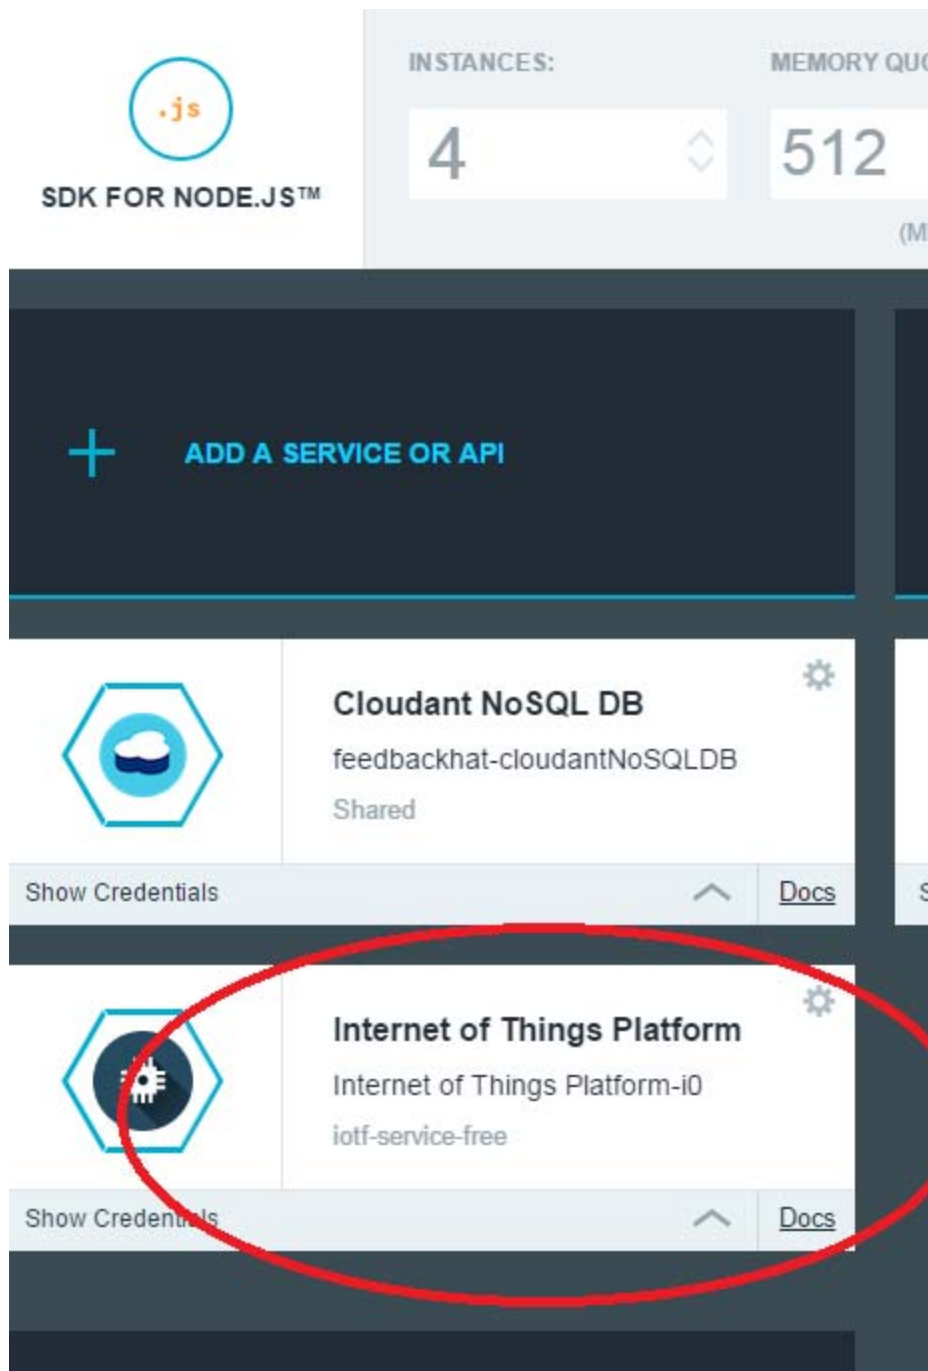 .js
SDK FOR NODE.JS™
INSTANCES:
4
MEMORY
512
ADD A SERVICE OR API
Cloudant NoSQL DB
feedbackhat-cloudantNoSQLDB
Shared
Show Credentials
Docs
Internet of Things Platform
Internet of Things Platform-i0
iotf-service-free
Show Credentials
Docs